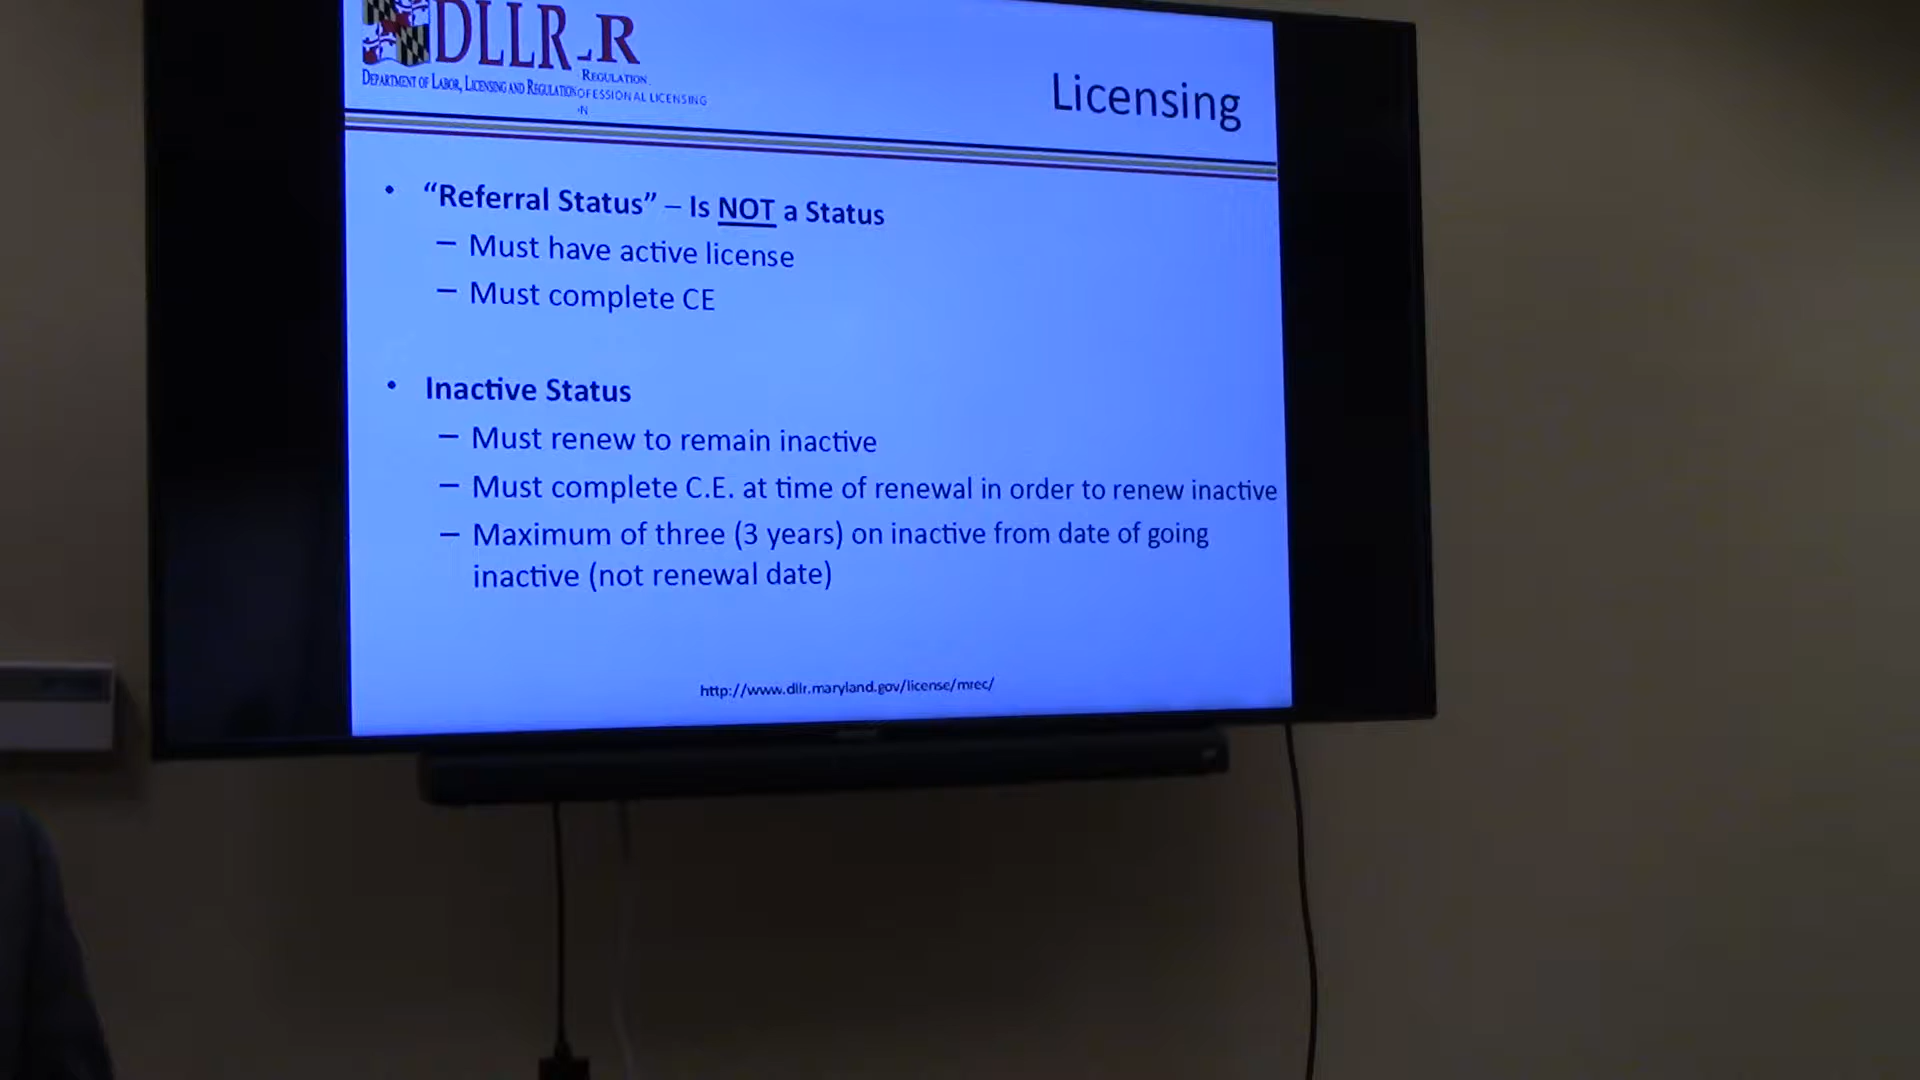 DLLR
R
DEPARTMENT OF LABOR, LICENSING AND REGULATION
REGULATION
OFESSIONAL LICENSING
N
Licensing
• “Referral Status” – Is NOT a Status
– Must have active license
– Must complete CE
• Inactive Status
– Must renew to remain inactive
– Must complete C.E. at time of renewal in order to renew inactive
– Maximum of three (3 years) on inactive from date of going
inactive (not renewal date)
http://www.dllr.maryland.gov/license/mrec/